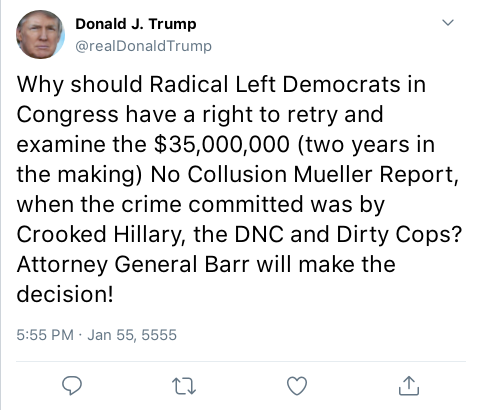 Donald J. Trump
@realDonaldTrump
Why should Radical Left Democrats in
Congress have a right to retry and
examine the $35,000,000 (two years in
the making) No Collusion Mueller Report,
when the crime committed was by
Crooked Hillary, the DNC and Dirty Cops?
Attorney General Barr will make the
decision!
5:55 PM · Jan 55, 5555